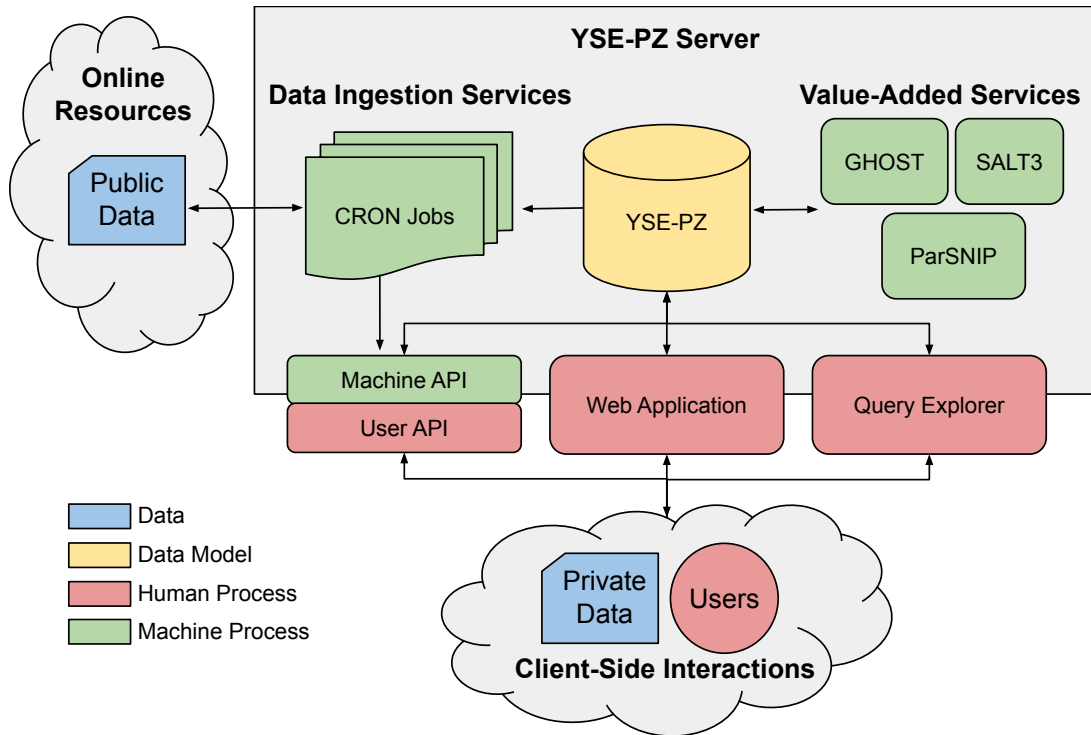 YSE-PZ Server
Online
Resources
Public
Data
Data Ingestion Services
CRON Jobs
YSE-PZ
Value-Added Services
GHOST
SALT3
ParSNIP
Machine API
User API
Web Application
Query Explorer
Data
Data Model
Human Process
Machine Process
Private
Data
Users
Client-Side Interactions